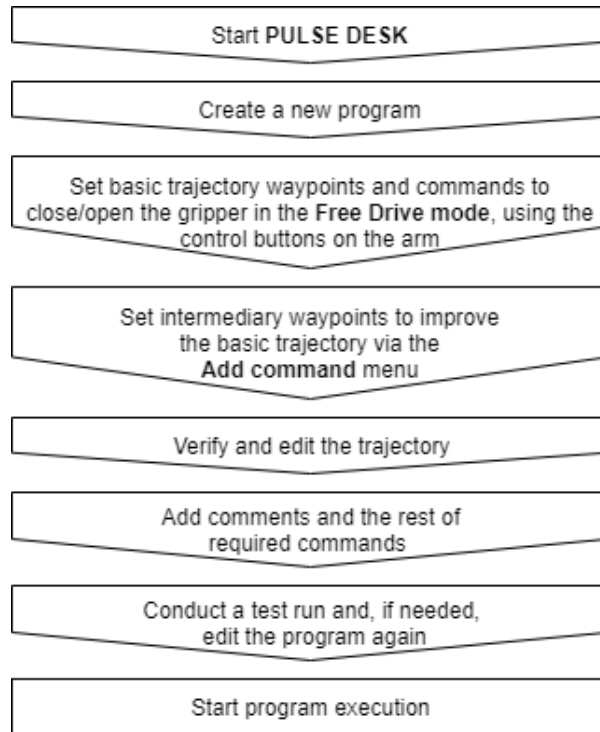 Start PULSE DESK
Create a new program
Set basic trajectory waypoints and commands to
close/open the gripper in the Free Drive mode, using the
control buttons on the arm
Set intermediary waypoints to improve
the basic trajectory via the
Add command menu
Verify and edit the trajectory
Add comments and the rest of
required commands
Conduct a test run and, if needed,
edit the program again
Start program execution